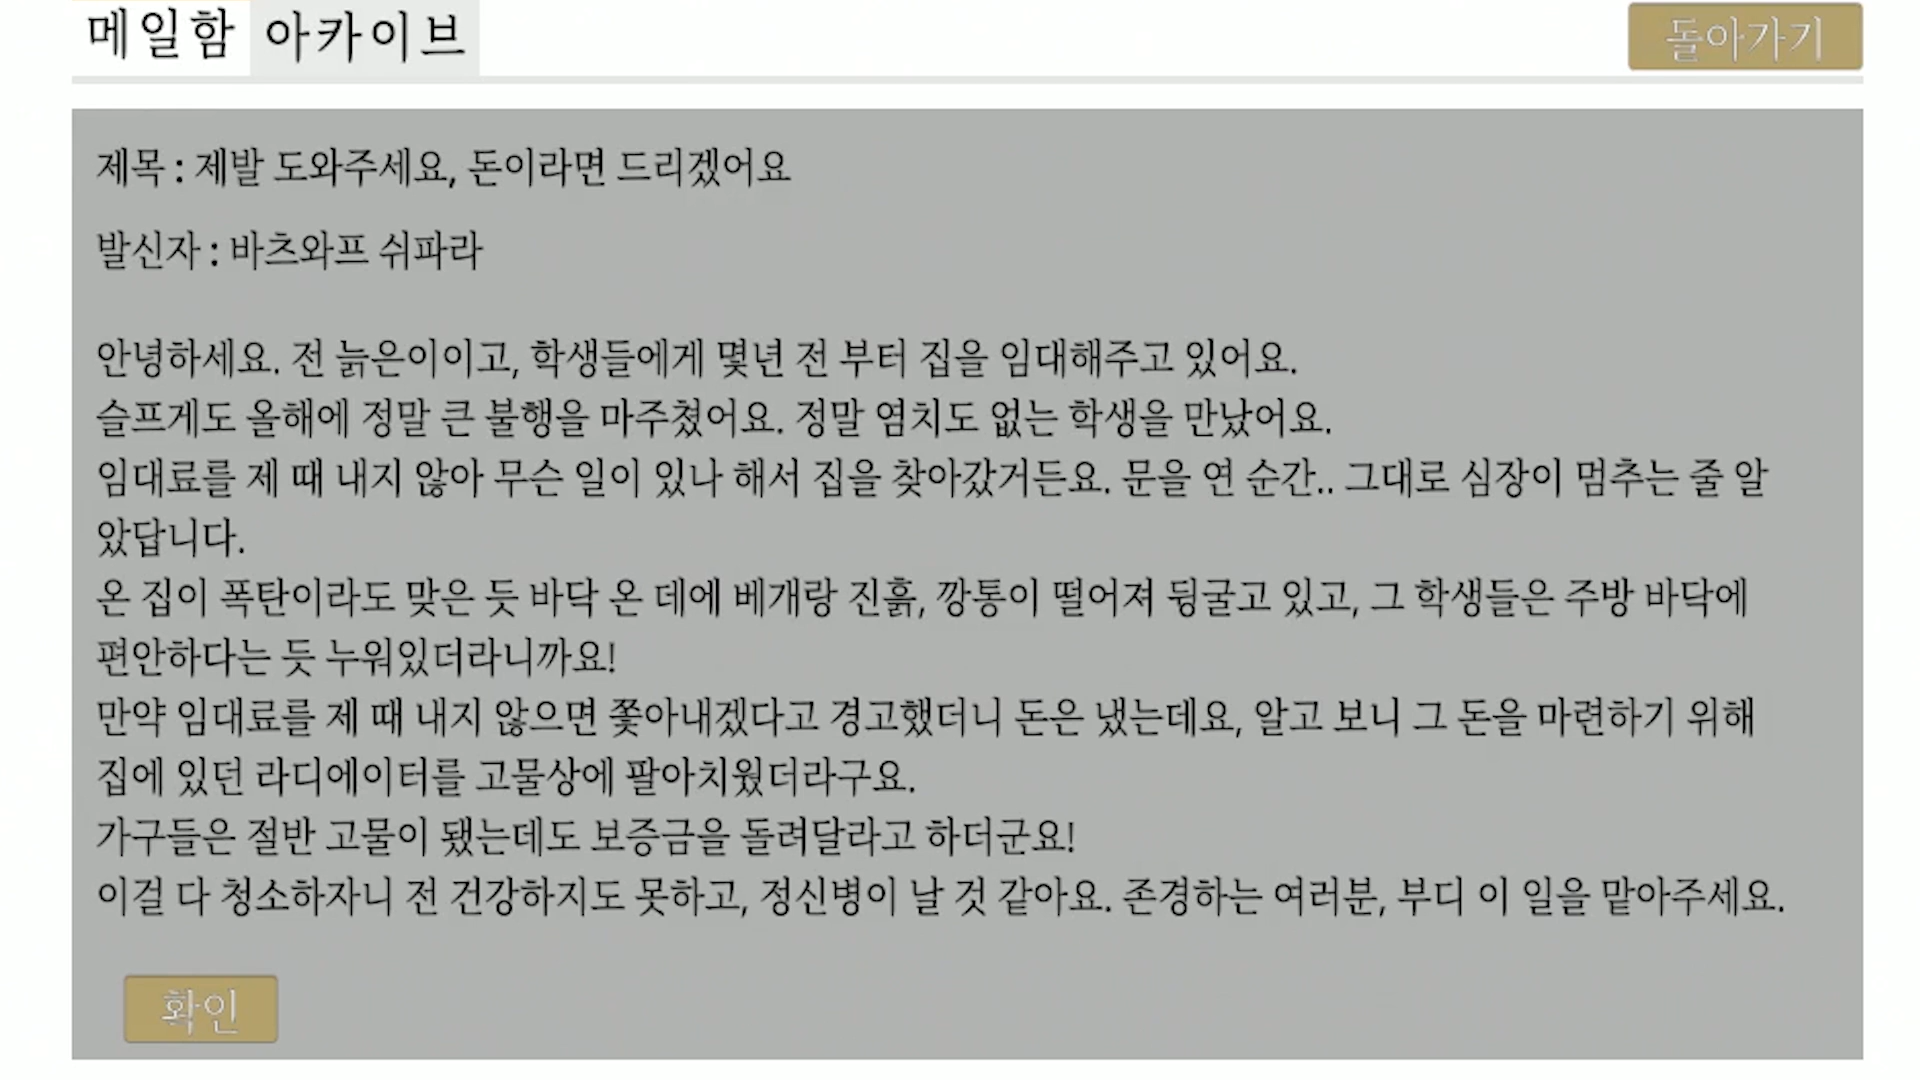 메일함 아카이브 돌아가기
제목 : 제발 도와주세요, 돈이라면 드리겠어요
발신자 : 바츠와프 쉬파라
안녕하세요. 전 늙은이이고, 학생들에게 몇년 전 부터 집을 임대해주고 있어요.
슬프게도 올해에 정말 큰 불행을 마주쳤어요. 정말 염치도 없는 학생을 만났어요.
임대료를 제 때 내지 않아 무슨 일이 있나 해서 집을 찾아갔거든요. 문을 연 순간.. 그대로 심장이 멈추는 줄 알
았답니다.
온 집이 폭탄이라도 맞은 듯 바닥 온 데에 베개랑 진흙, 깡통이 떨어져 뒹굴고 있고, 그 학생들은 주방 바닥에
편안하다는 듯 누워있더라니까요!
만약 임대료를 제 때 내지 않으면 쫓아내겠다고 경고했더니 돈은 냈는데요, 알고 보니 그 돈을 마련하기 위해
집에 있던 라디에이터를 고물상에 팔아치웠더라구요.
가구들은 절반 고물이 됐는데도 보증금을 돌려달라고 하더군요!
이걸 다 청소하자니 전 건강하지도 못하고, 정신병이 날 것 같아요. 존경하는 여러분, 부디 이 일을 맡아주세요.
확인